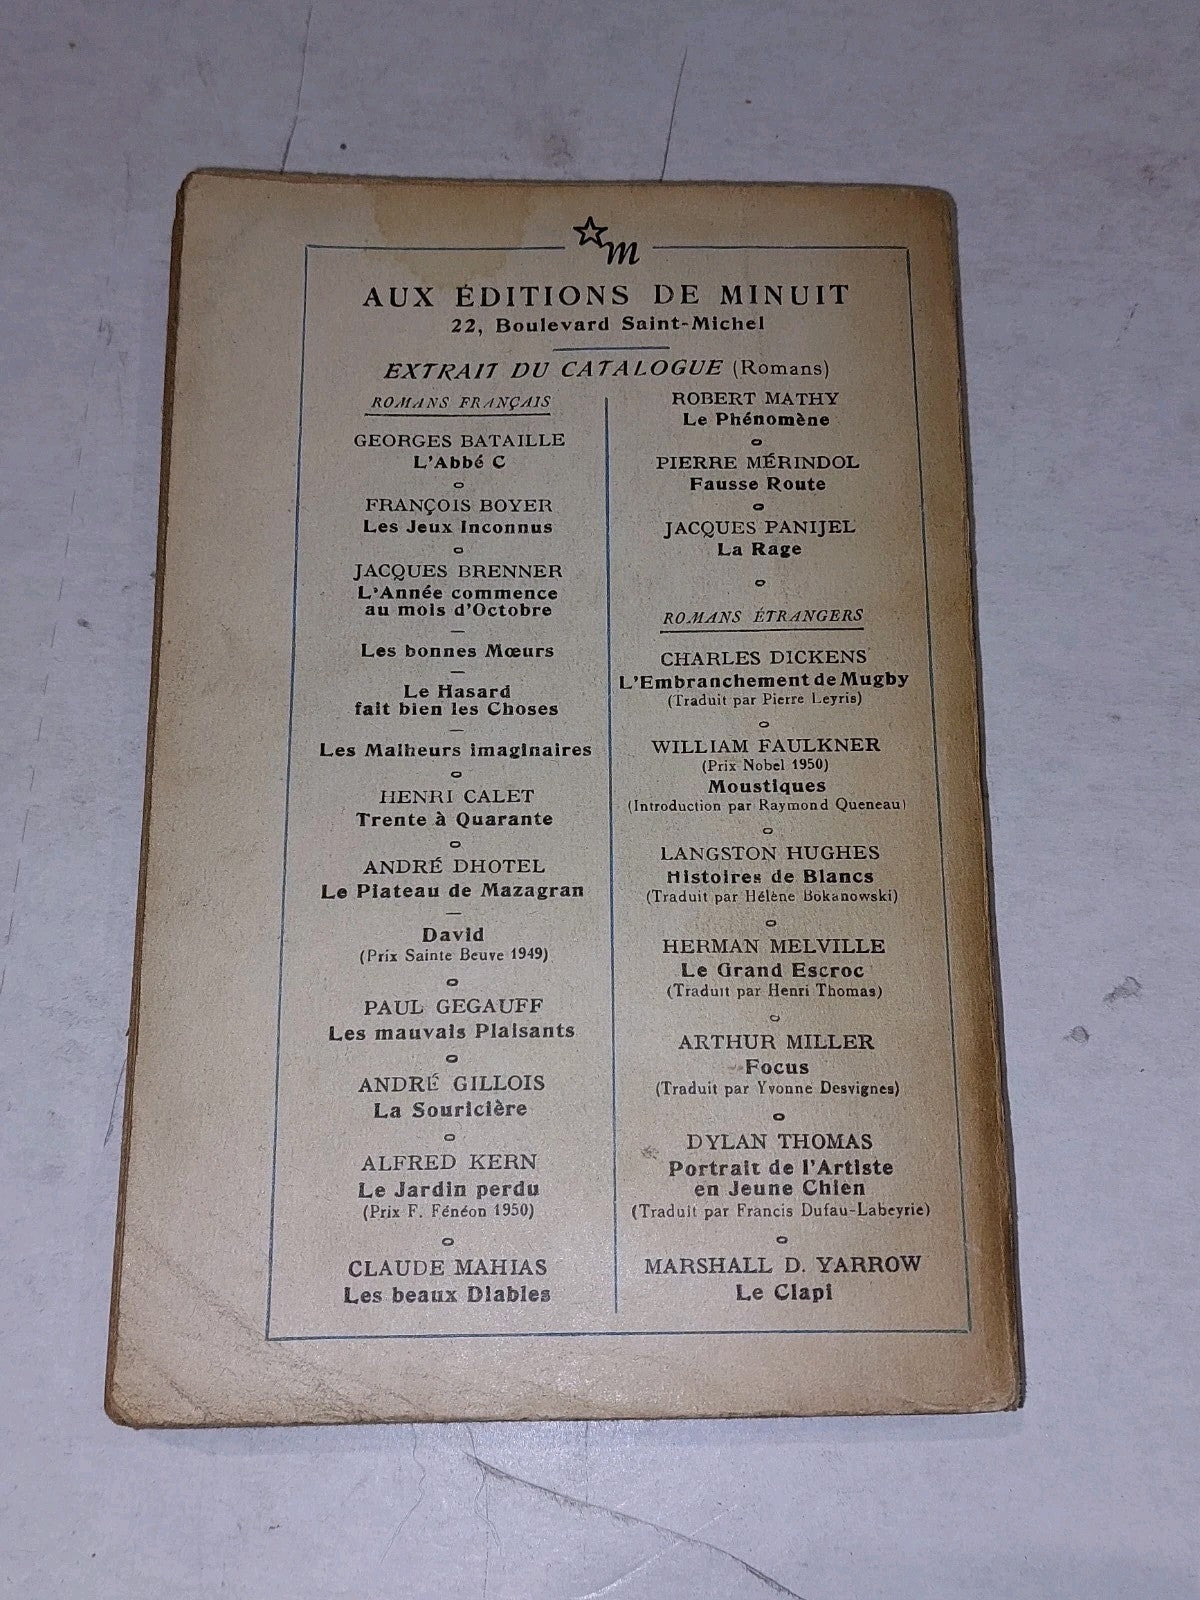 ☆m
AUX ÉDITIONS DE MINUIT
22, Boulevard Saint-Michel
EXTRAIT DU CATALOGUE (Romans)
ROMANS FRANÇAIS
GEORGES BATAILLE
L'Abbé C
FRANÇOIS BOYER
Les Jeux Inconnus
JACQUES BRENNER
L'Année commence
au mois d'Octobre
Les bonnes Mœurs
Le Hasard
fait bien les Choses
Les Malheurs imaginaires
HENRI CALET
Trente à Quarante
ANDRÉ DHOTEL
Le Plateau de Mazagran
David
(Prix Sainte Beuve 1949)
PAUL GEGAUFF
Les mauvais Plaisants
ANDRÉ GILLOIS
La Souricière
ALFRED KERN
Le Jardin perdu
(Prix F. Fénéon 1950)
CLAUDE MAHIAS
Les beaux Diables
ROBERT MATHY
Le Phénomène
PIERRE MÉRINDOL
Fausse Route
JACQUES PANIJEL
La Rage
ROMANS ÉTRANGERS
CHARLES DICKENS
L'Embranchement de Mugby
(Traduit par Pierre Leyris)
WILLIAM FAULKNER
(Prix Nobel 1950)
Moustiques
(Introduction par Raymond Queneau)
LANGSTON HUGHES
Histoires de Blancs
(Traduit par Hélène Bokanowski)
HERMAN MELVILLE
Le Grand Escroc
(Traduit par Henri Thomas)
ARTHUR MILLER
Focus
(Traduit par Yvonne Desvignes)
DYLAN THOMAS
Portrait de l'Artiste
en Jeune Chien
(Traduit par Francis Dufau-Labeyrie)
MARSHALL D. YARROW
Le Clapi